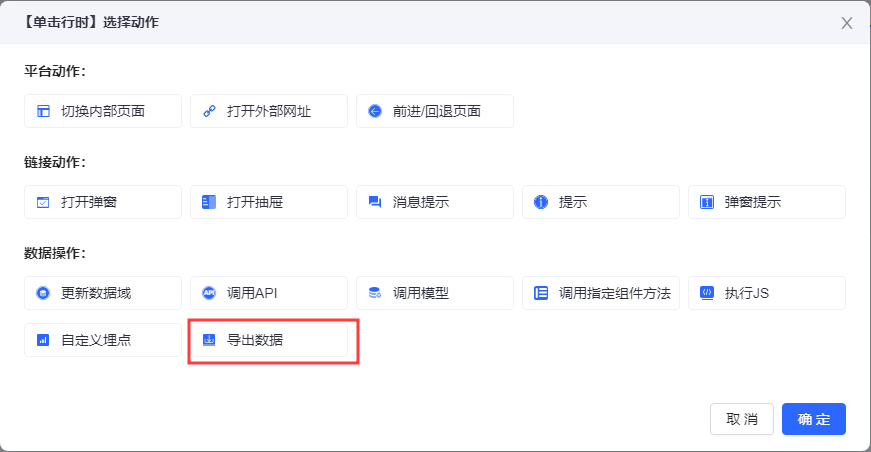 【单击行时】选择动作
平台动作:
切换内部页面 打开外部网址 前进/回退页面
链接动作:
打开弹窗 打开抽屉 消息提示 提示 弹窗提示
数据操作:
更新数据域 调用API 调用模型 调用指定组件方法 执行JS
自定义埋点 导出数据
取 消 确 定